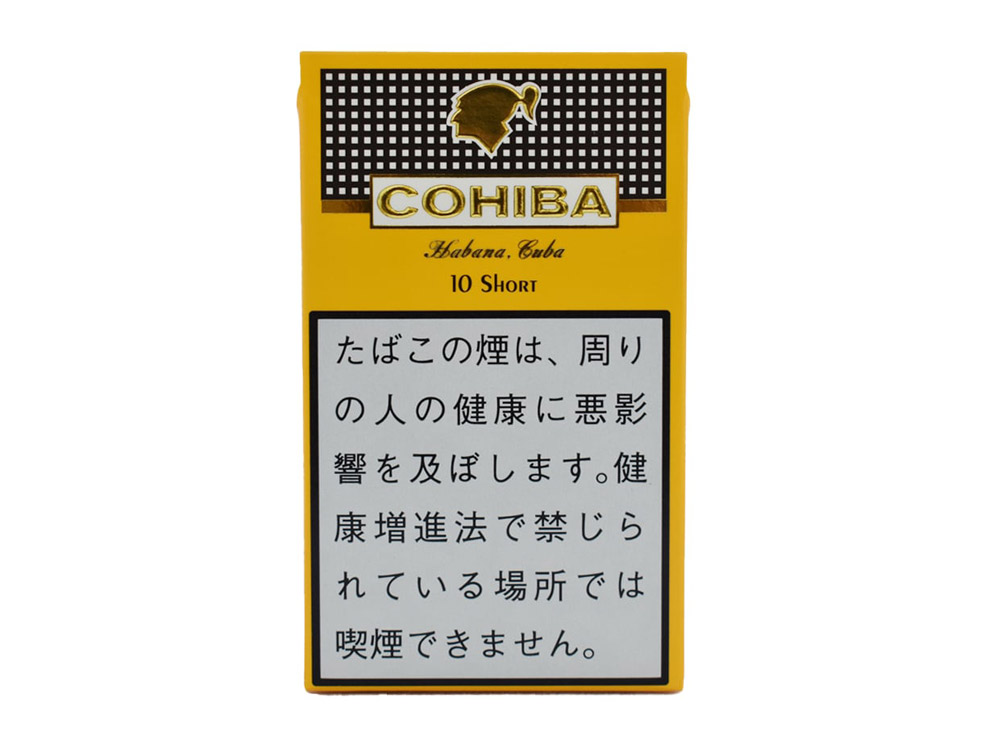 COHIBA
Habana, Cuba
10 SHORT
たばこの煙は、周り
の人の健康に悪影
響を及ぼします。健
康増進法で禁じら
れている場所では
喫煙できません。